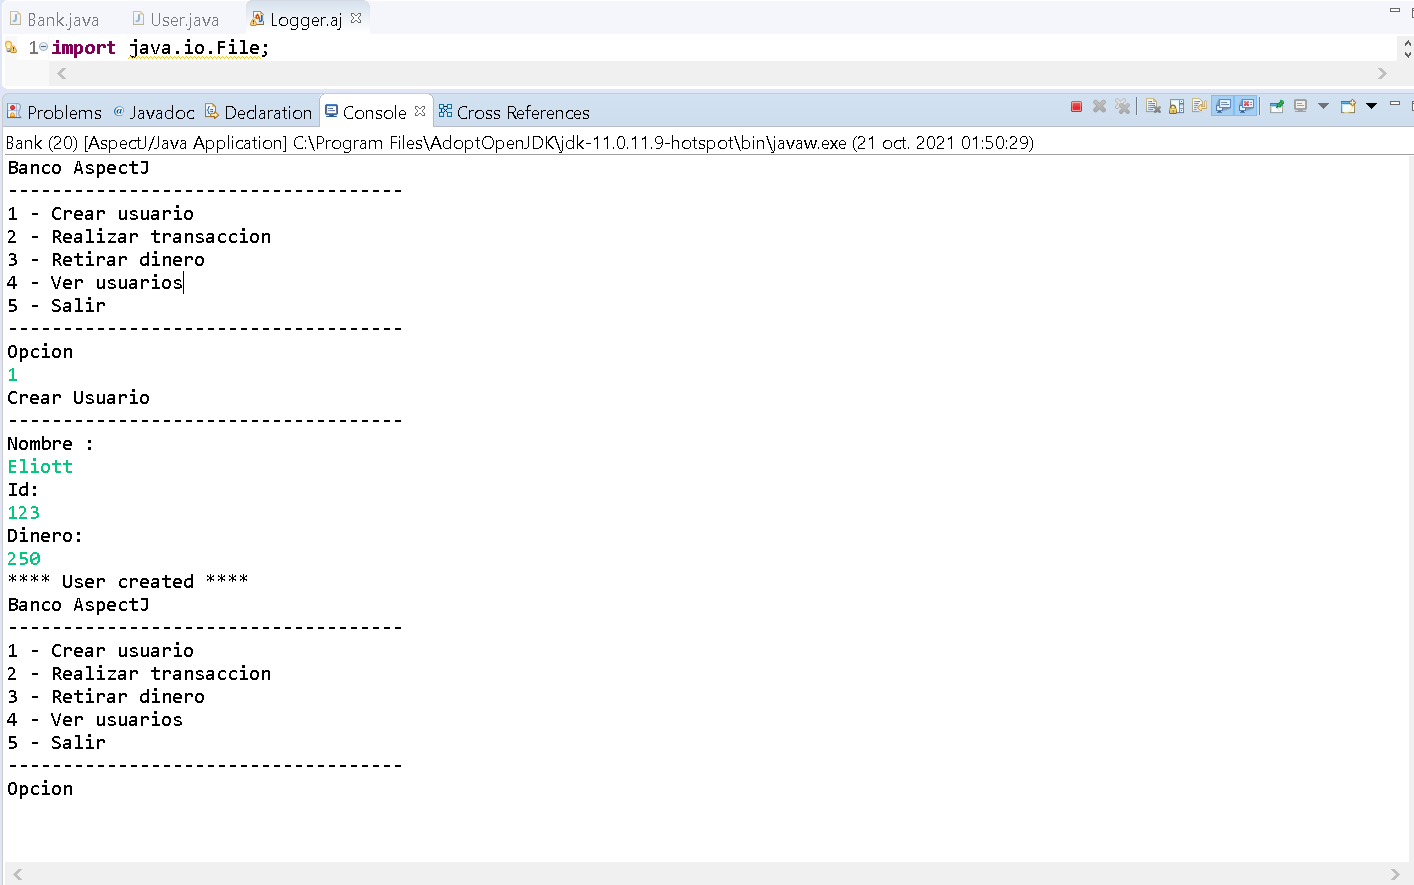 Bank.java User.java Logger.aj
1 import java.io.File;
Problems @ Javadoc Declaration Console Cross References
Bank (20) [AspectJ/Java Application] C:\Program Files\AdoptOpenJDK\jdk-11.0.11.9-hotspot\bin\javaw.exe (21 oct. 2021 01:50:29)
Banco AspectJ
------------------------------------
1 - Crear usuario
2 - Realizar transaccion
3 - Retirar dinero
4 - Ver usuarios
5 - Salir
------------------------------------
Opcion
1
Crear Usuario
------------------------------------
Nombre :
Eliott
Id:
123
Dinero:
250
**** User created ****
Banco AspectJ
------------------------------------
1 - Crear usuario
2 - Realizar transaccion
3 - Retirar dinero
4 - Ver usuarios
5 - Salir
------------------------------------
Opcion